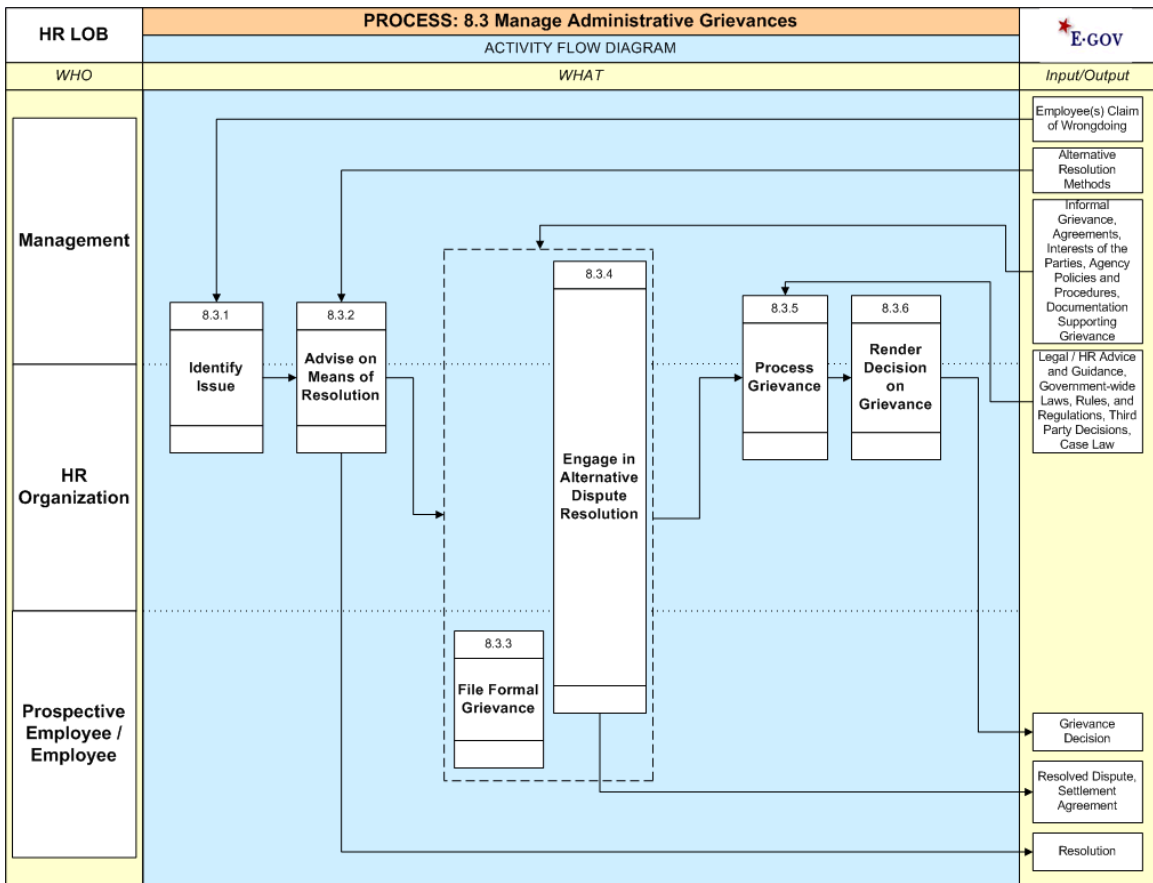 HR LOB
PROCESS: 8.3 Manage Administrative Grievances
ACTIVITY FLOW DIAGRAM
E·GOV
WHO
WHAT
Input/Output
Management
HR
Organization
Prospective
Employee /
Employee
8.3.1
Identify
Issue
8.3.2
Advise on
Means of
Resolution
8.3.3
File Formal
Grievance
8.3.4
Engage in
Alternative
Dispute
Resolution
8.3.5
Process
Grievance
8.3.6
Render
Decision
on
Grievance
Employee(s) Claim
of Wrongdoing
Alternative
Resolution
Methods
Informal
Grievance,
Agreements,
Interests of the
Parties, Agency
Policies and
Procedures,
Documentation
Supporting
Grievance
Legal / HR Advice
and Guidance,
Government-wide
Laws, Rules, and
Regulations, Third
Party Decisions,
Case Law
Grievance
Decision
Resolved Dispute,
Settlement
Agreement
Resolution